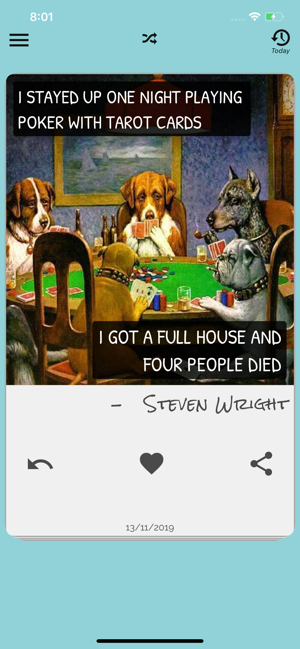 8:01
Today
I STAYED UP ONE NIGHT PLAYING
POKER WITH TAROT CARDS
I GOT A FULL HOUSE AND
FOUR PEOPLE DIED
- STEVEN WRIGHT
13/11/2019